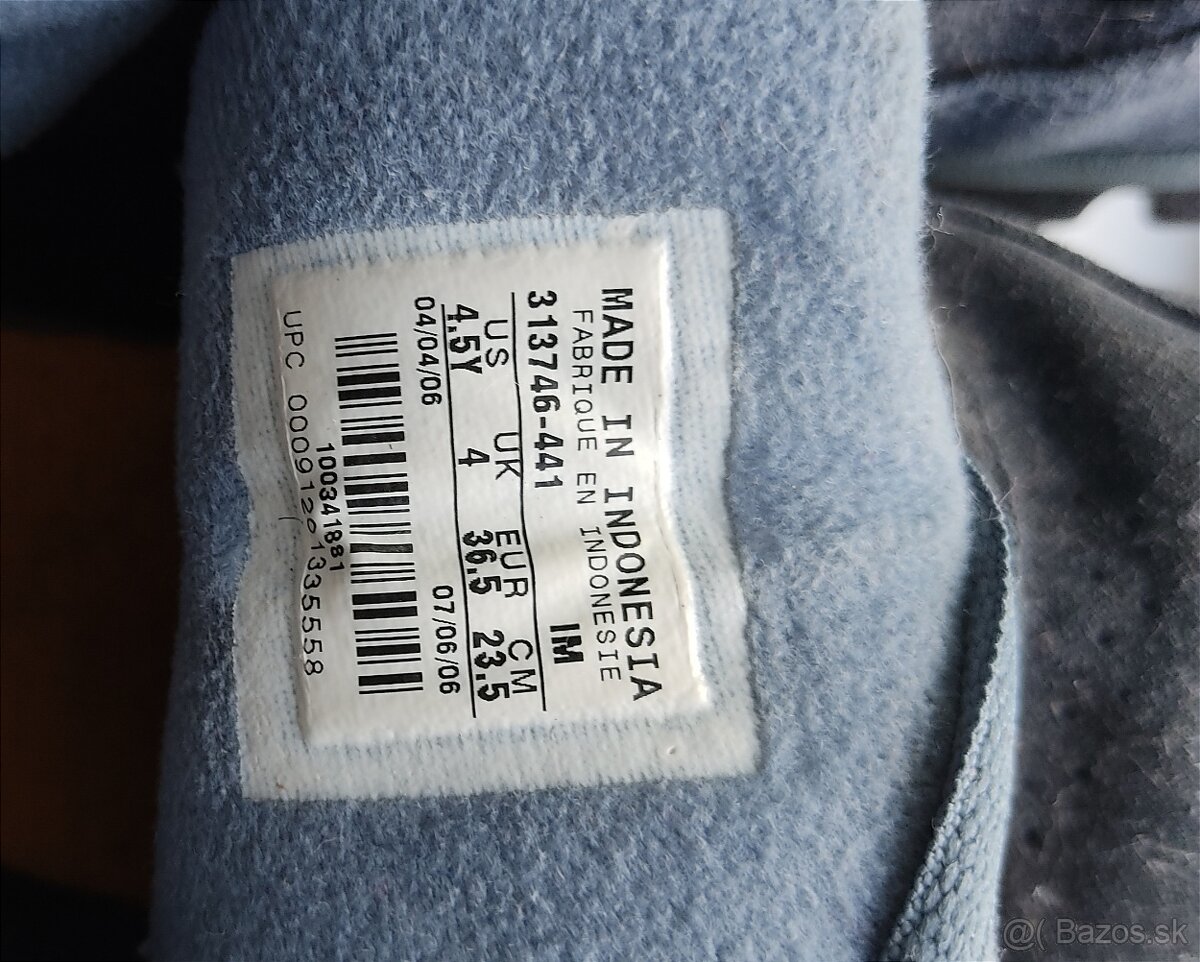 MADE IN INDONESIA
FABRIQUE EN INDONESIE
313746-441 IM
US UK EUR CM
4.5Y 4 36.5 23.5
04/04/06 07/06/06
100341881
UPC 133558
@( Bazos.sk